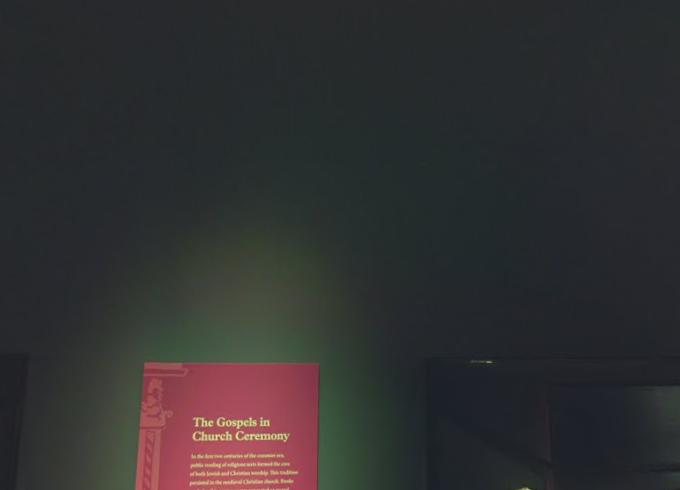 The Gospels in
Church Ceremony
In the first two centuries of the common era,
public reading of religious texts formed the core
of both Jewish and Christian worship. This tradition
persisted in the medieval Christian church. Books